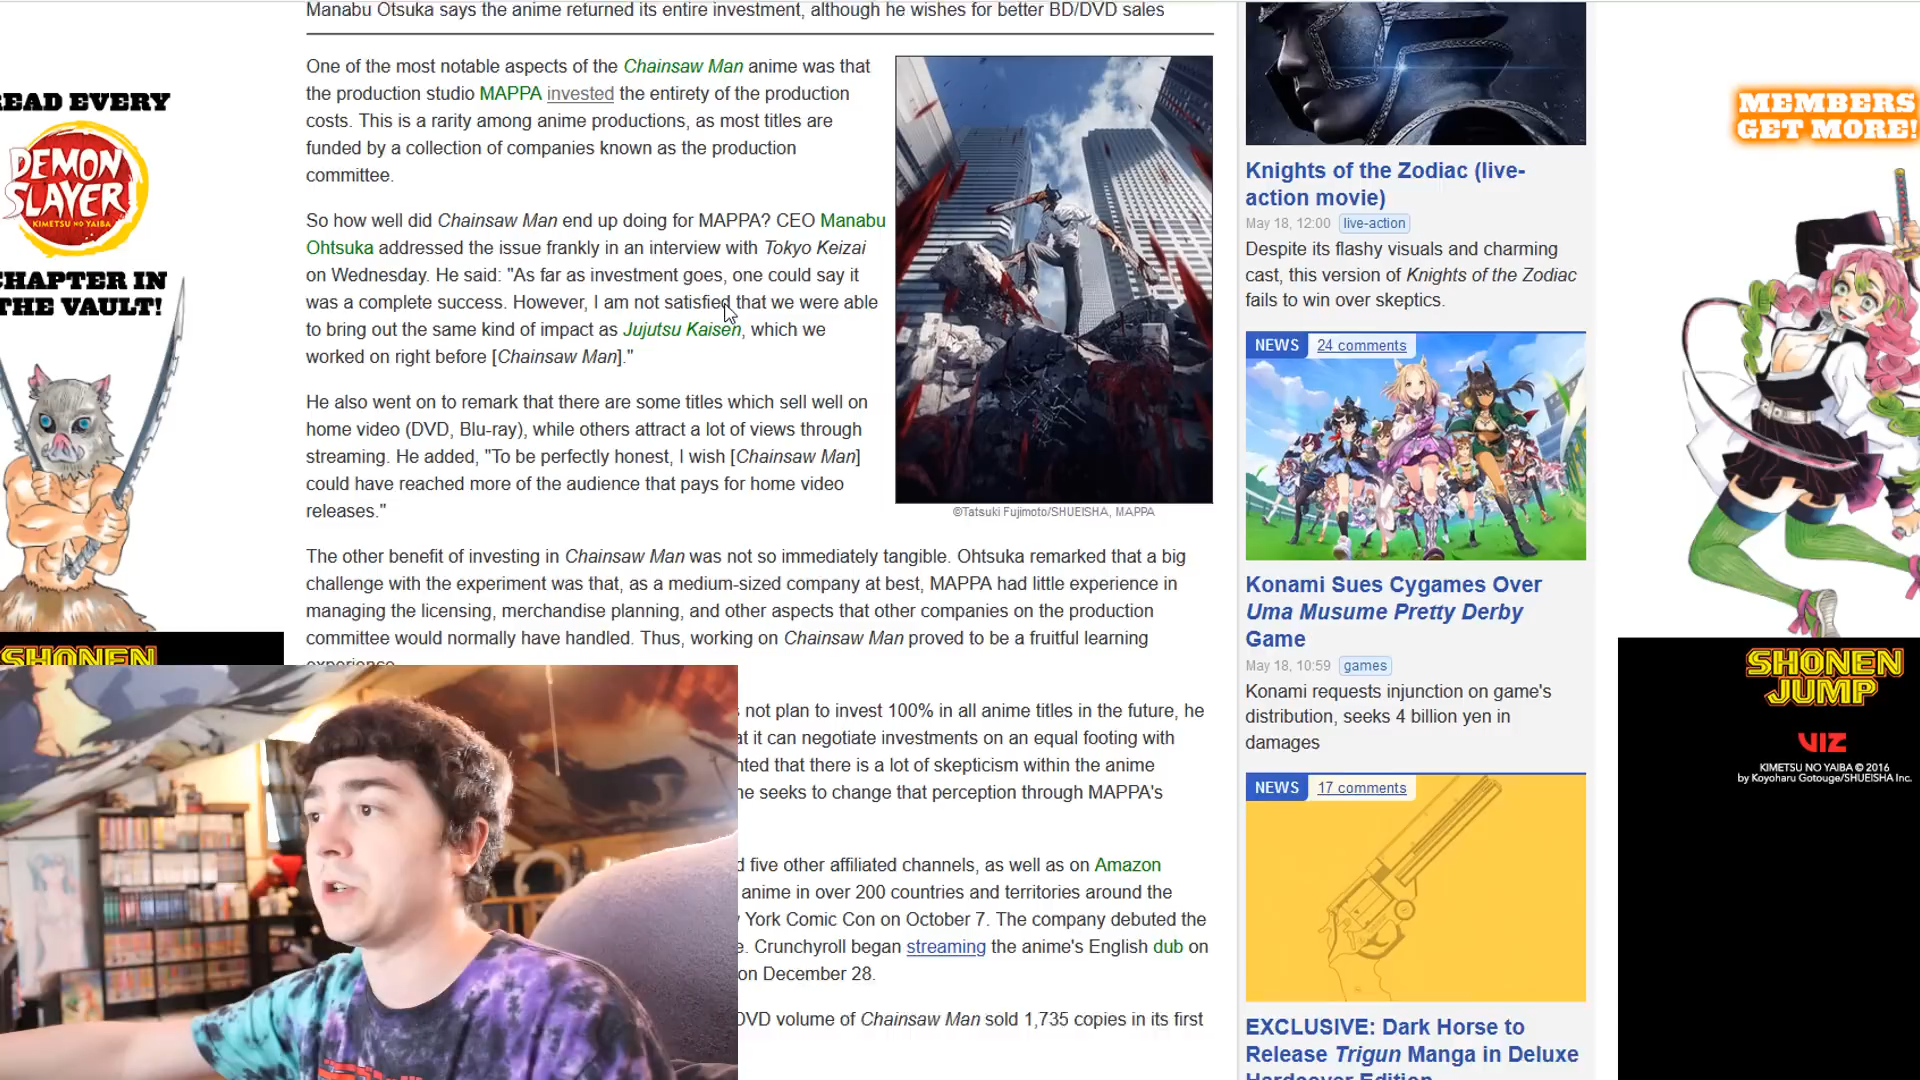 Manabu Otsuka says the anime returned its entire investment, although he wishes for better BD/DVD sales
One of the most notable aspects of the Chainsaw Man anime was that
the production studio MAPPA invested the entirety of the production
costs. This is a rarity among anime productions, as most titles are
funded by a collection of companies known as the production
committee.
So how well did Chainsaw Man end up doing for MAPPA? CEO Manabu
Ohtsuka addressed the issue frankly in an interview with Tokyo Keizai
on Wednesday. He said: "As far as investment goes, one could say it
was a complete success. However, I am not satisfied that we were able
to bring out the same kind of impact as Jujutsu Kaisen, which we
worked on right before [Chainsaw Man]."
He also went on to remark that there are some titles which sell well on
home video (DVD, Blu-ray), while others attract a lot of views through
streaming. He added, "To be perfectly honest, I wish [Chainsaw Man]
could have reached more of the audience that pays for home video
releases."
©Tatsuki Fujimoto/SHUEISHA, MAPPA
The other benefit of investing in Chainsaw Man was not so immediately tangible. Ohtsuka remarked that a big
challenge with the experiment was that, as a medium-sized company at best, MAPPA had little experience in
managing the licensing, merchandise planning, and other aspects that other companies on the production
committee would normally have handled. Thus, working on Chainsaw Man proved to be a fruitful learning
experience.
not plan to invest 100% in all anime titles in the future, he
it can negotiate investments on an equal footing with
that there is a lot of skepticism within the anime
he seeks to change that perception through MAPPA's
five other affiliated channels, as well as on Amazon
anime in over 200 countries and territories around the
York Comic Con on October 7. The company debuted the
Crunchyroll began streaming the anime's English dub on
on December 28.
DVD volume of Chainsaw Man sold 1,735 copies in its first
Knights of the Zodiac (live-
action movie)
May 18, 12:00 live-action
Despite its flashy visuals and charming
cast, this version of Knights of the Zodiac
fails to win over skeptics.
NEWS 24 comments
Konami Sues Cygames Over
Uma Musume Pretty Derby
Game
May 18, 10:59 games
Konami requests injunction on game's
distribution, seeks 4 billion yen in
damages
NEWS 17 comments
EXCLUSIVE: Dark Horse to
Release Trigun Manga in Deluxe
Hardcover Edition
READ EVERY
DEMON
SLAYER
KIMETSU NO YAIBA
CHAPTER IN
THE VAULT!
SHONEN
MEMBERS
GET MORE!
SHONEN
JUMP
VIZ
KIMETSU NO YAIBA © 2016
by Koyoharu Gotouge/SHUEISHA Inc.